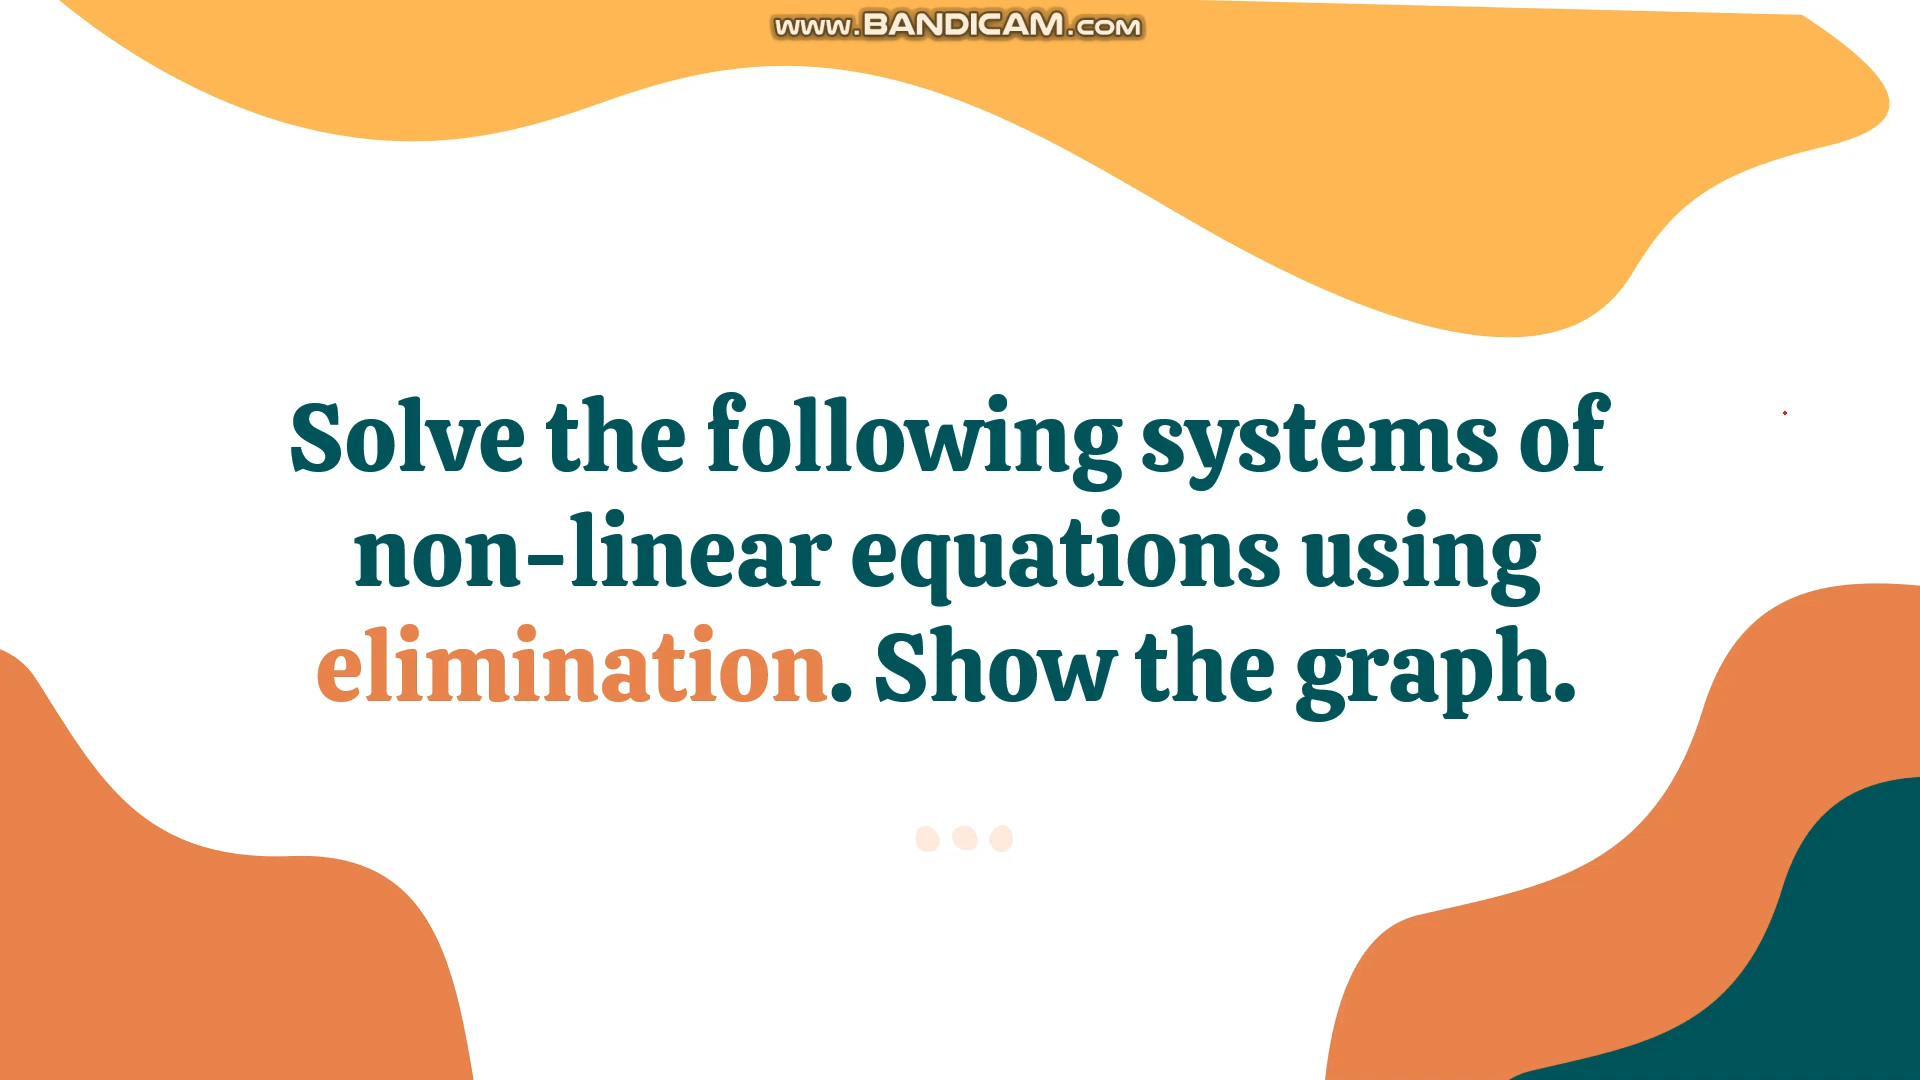 www.BANDICAM.com
Solve the following systems of
non-linear equations using
elimination. Show the graph.